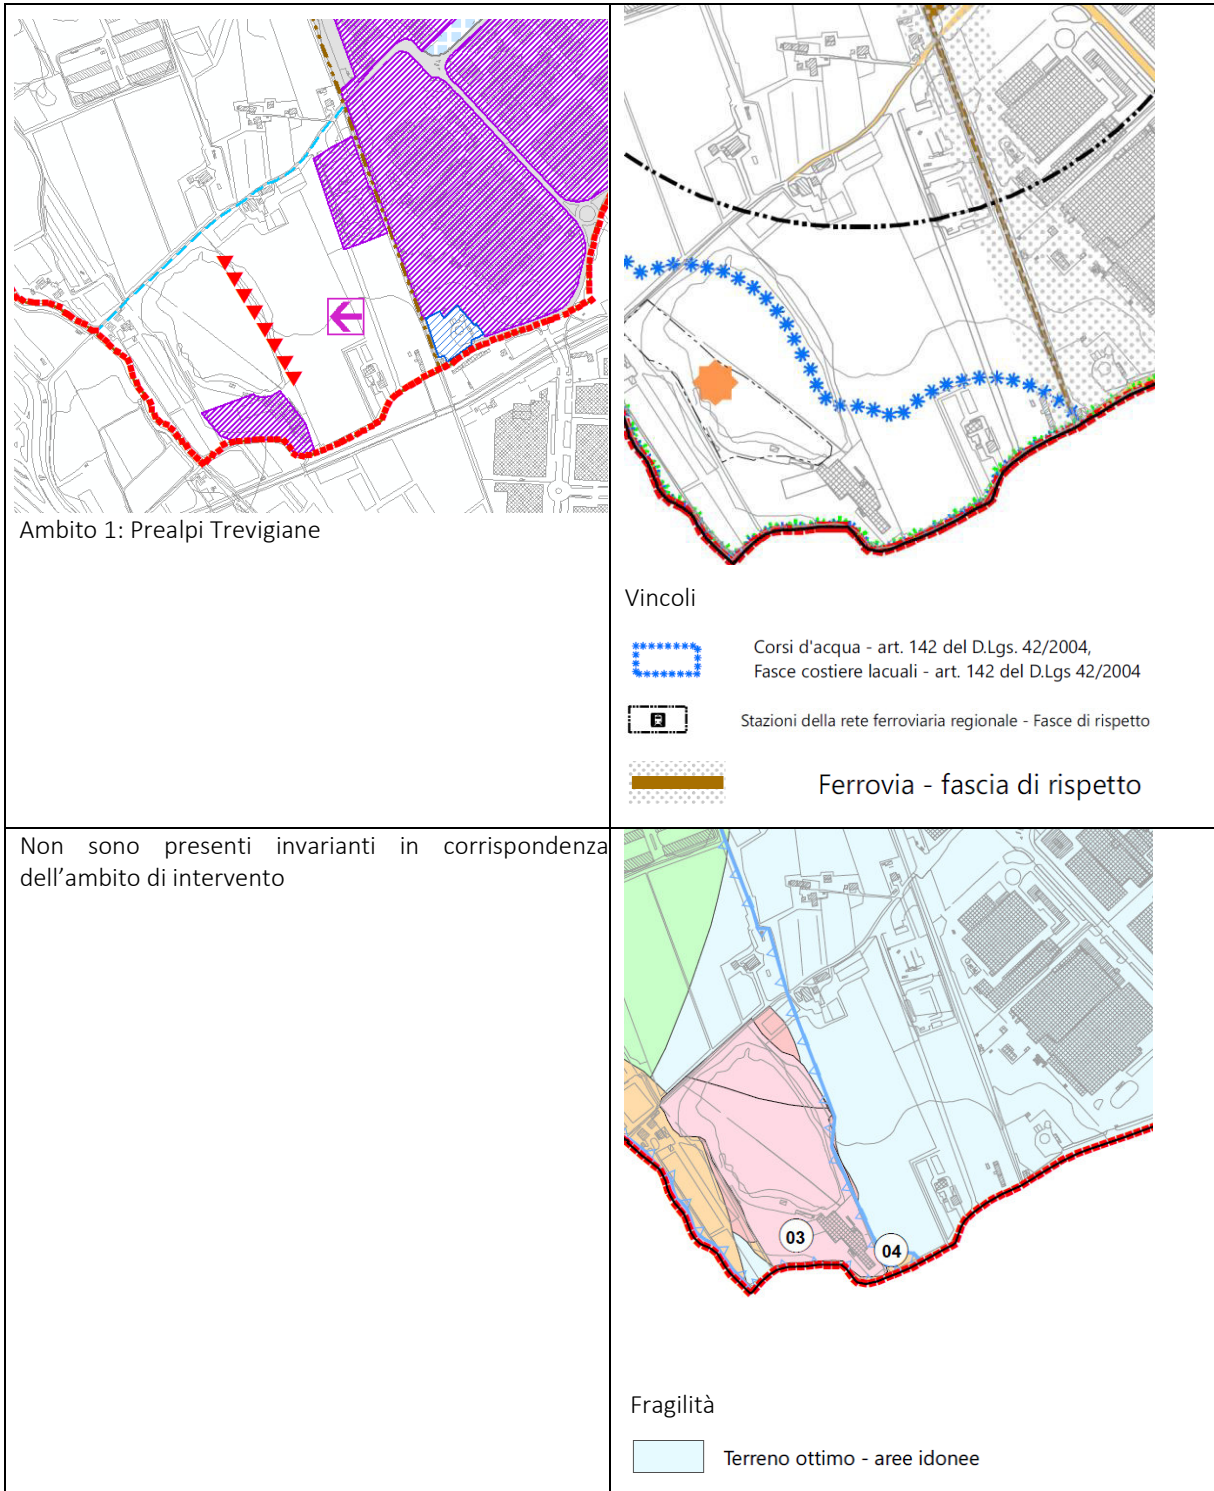 Ambito 1: Prealpi Trevigiane
Vincoli
Corsi d'acqua - art. 142 del D.Lgs. 42/2004,
Fasce costiere lacuali - art. 142 del D.Lgs 42/2004
Stazioni della rete ferroviaria regionale - Fasce di rispetto
Ferrovia - fascia di rispetto
Non sono presenti invarianti in corrispondenza
dell'ambito di intervento
03
04
Fragilità
Terreno ottimo - aree idonee